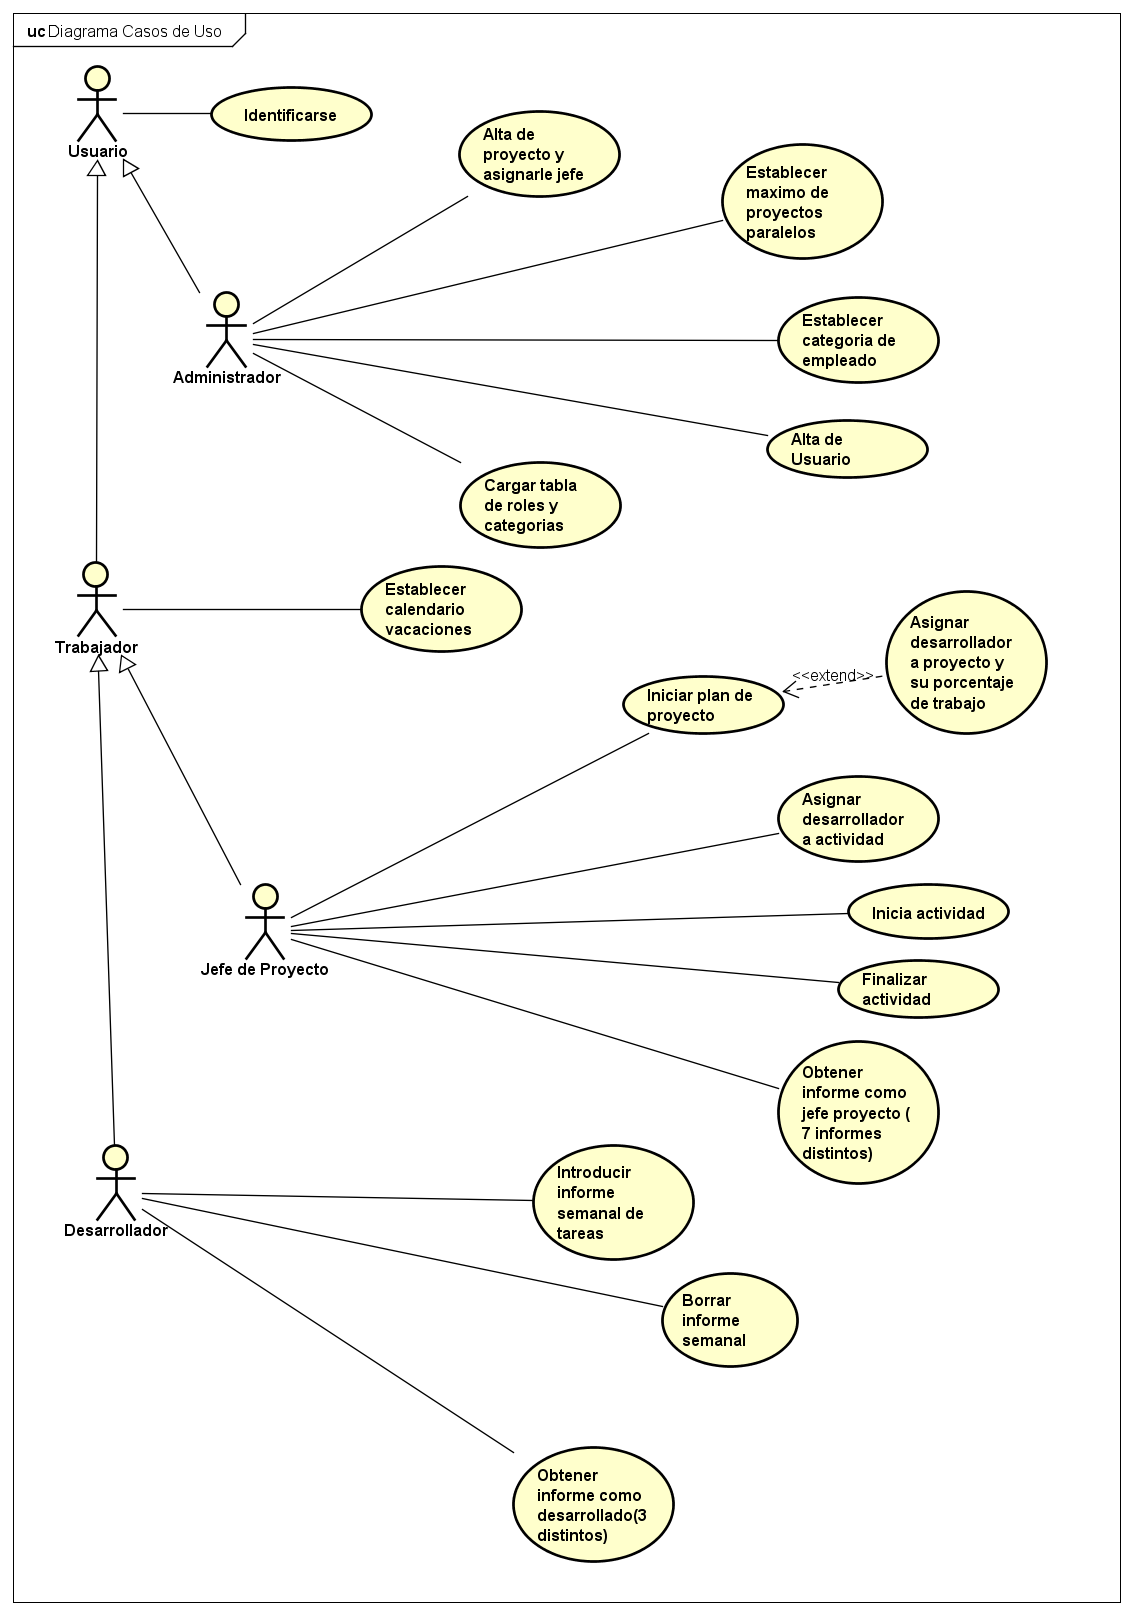 uc Diagrama Casos de Uso
Identificarse
Usuario
Alta de
proyecto y
asignarle jefe
Establecer
maximo de
proyectos
paralelos
Administrador
Establecer
categoria de
empleado
Alta de
Usuario
Cargar tabla
de roles y
categorias
Trabajador
Establecer
calendario
vacaciones
Asignar
desarrollador
a proyecto y
su porcentaje
de trabajo
<<extend>>
Iniciar plan de
proyecto
Asignar
desarrollador
a actividad
Jefe de Proyecto
Inicia actividad
Finalizar
actividad
Obtener
informe como
jefe proyecto (
7 informes
distintos)
Desarrollador
Introducir
informe
semanal de
tareas
Borrar
informe
semanal
Obtener
informe como
desarrollado(3
distintos)